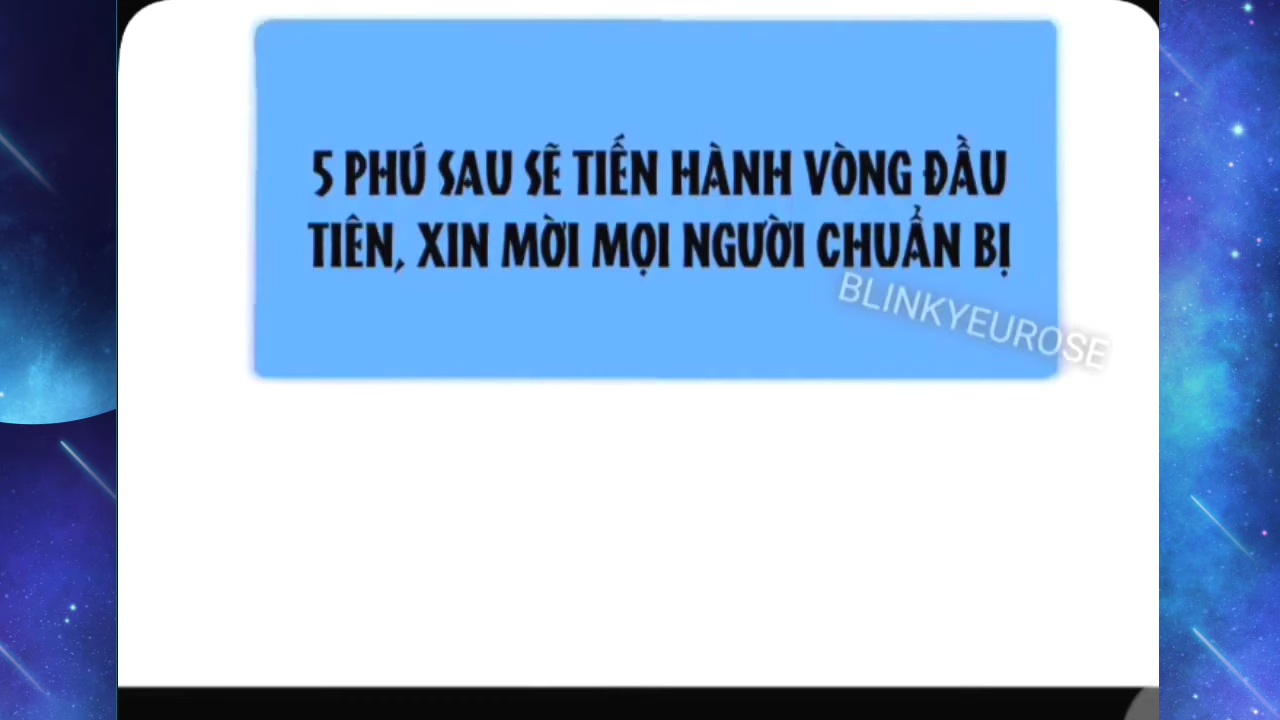 5 PHÚ SAU SẼ TIẾN HÀNH VÒNG ĐẦU
TIÊN, XIN MỜI MỌI NGƯỜI CHUẨN BỊ
BLINKYEUROSE